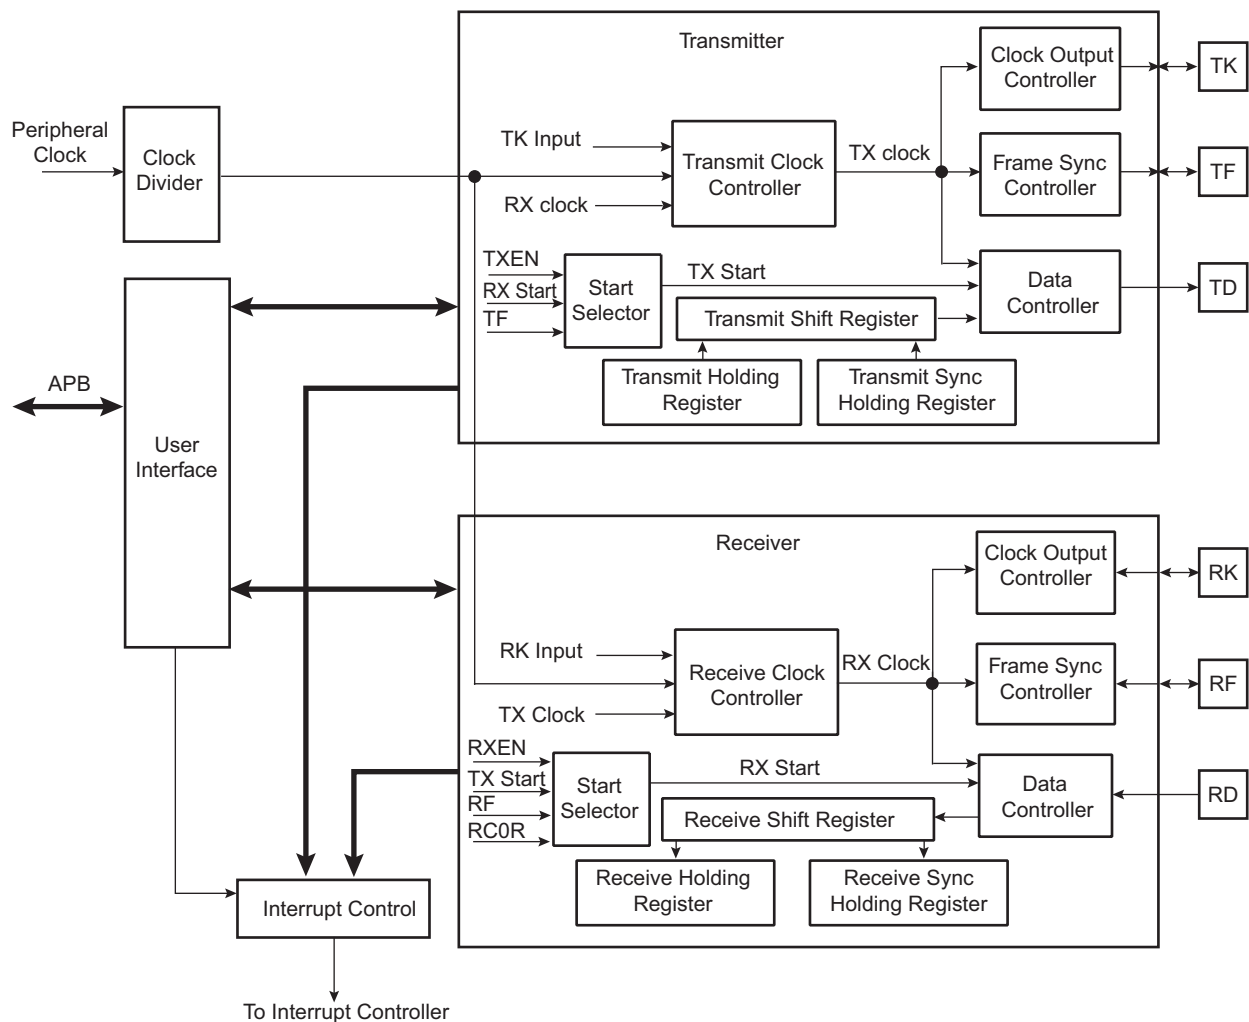 Transmitter
Clock Output
Controller
TK
Peripheral
Clock
Clock
Divider
TK Input
Transmit Clock
Controller
TX clock
Frame Sync
Controller
TF
RX clock
TXEN
RX Start
TF
Start
Selector
TX Start
Data
Controller
TD
Transmit Shift Register
Transmit Holding
Register
Transmit Sync
Holding Register
APB
User
Interface
Receiver
Clock Output
Controller
RK
RK Input
Receive Clock
Controller
RX Clock
Frame Sync
Controller
RF
TX Clock
RXEN
TX Start
RF
RC0R
Start
Selector
RX Start
Data
Controller
RD
Receive Shift Register
Receive Holding
Register
Receive Sync
Holding Register
Interrupt Control
To Interrupt Controller